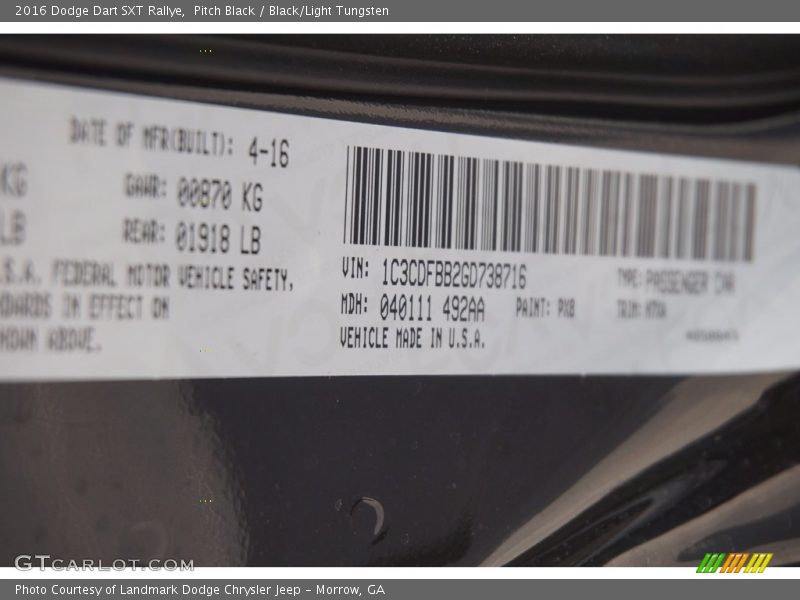 2016 Dodge Dart SXT Rallye, Pitch Black / Black/Light Tungsten
DATE OF MFR(BUILT): 4-16
KG GAWR: 00870 KG
LB REAR: 01918 LB
U.S.A. FEDERAL MOTOR VEHICLE SAFETY,
IN EFFECT ON
ABOVE.
VIN: 1C3CDFBB2GD738716
TYPE: PASSENGER CAR
MDH: 040111 492AA PAINT: PX8
TRIM:
VEHICLE MADE IN U.S.A.
GTCARLOT.COM
Photo Courtesy of Landmark Dodge Chrysler Jeep – Morrow, GA